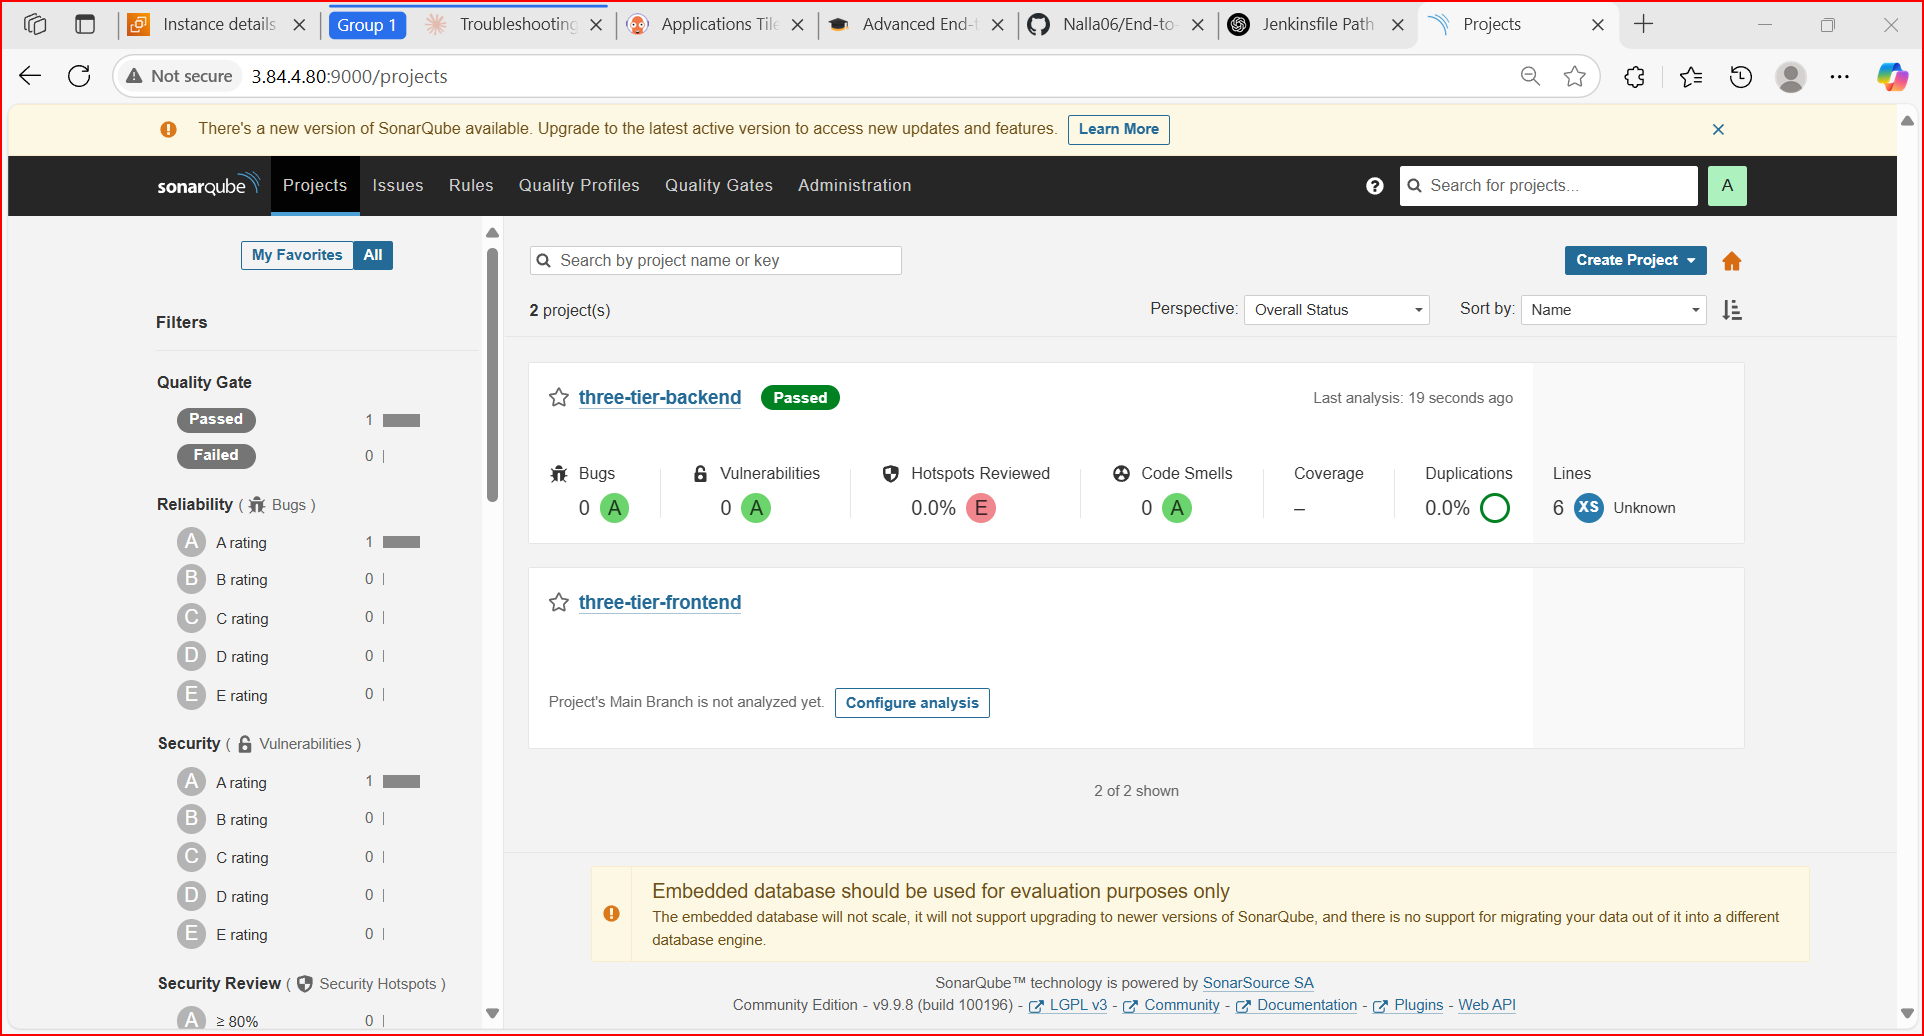 Instance details
Group 1
Troubleshooting
Applications Tile
Advanced End-t
Nalla06/End-to-
Jenkinsfile Path
Projects
Not secure
3.84.4.80:9000/projects
There's a new version of SonarQube available. Upgrade to the latest active version to access new updates and features.
Learn More
sonarqube
Projects
Issues
Rules
Quality Profiles
Quality Gates
Administration
Search for projects...
A
My Favorites
All
Filters
Quality Gate
Passed 1
Failed 0
Reliability ( Bugs )
A A rating 1
B B rating 0
C C rating 0
D D rating 0
E E rating 0
Security ( Vulnerabilities )
A A rating 1
B B rating 0
C C rating 0
D D rating 0
E E rating 0
Security Review ( Security Hotspots )
A ≥ 80% 0
Search by project name or key
Create Project
2 project(s)
Perspective: Overall Status
Sort by: Name
three-tier-backend Passed
Last analysis: 19 seconds ago
Bugs
0 A
Vulnerabilities
0 A
Hotspots Reviewed
0.0% E
Code Smells
0 A
Coverage
–
Duplications
0.0%
Lines
6 XS Unknown
three-tier-frontend
Project's Main Branch is not analyzed yet. Configure analysis
2 of 2 shown
Embedded database should be used for evaluation purposes only
The embedded database will not scale, it will not support upgrading to newer versions of SonarQube, and there is no support for migrating your data out of it into a different
database engine.
SonarQube™ technology is powered by SonarSource SA
Community Edition - v9.9.8 (build 100196) - LGPL v3 - Community - Documentation - Plugins - Web API